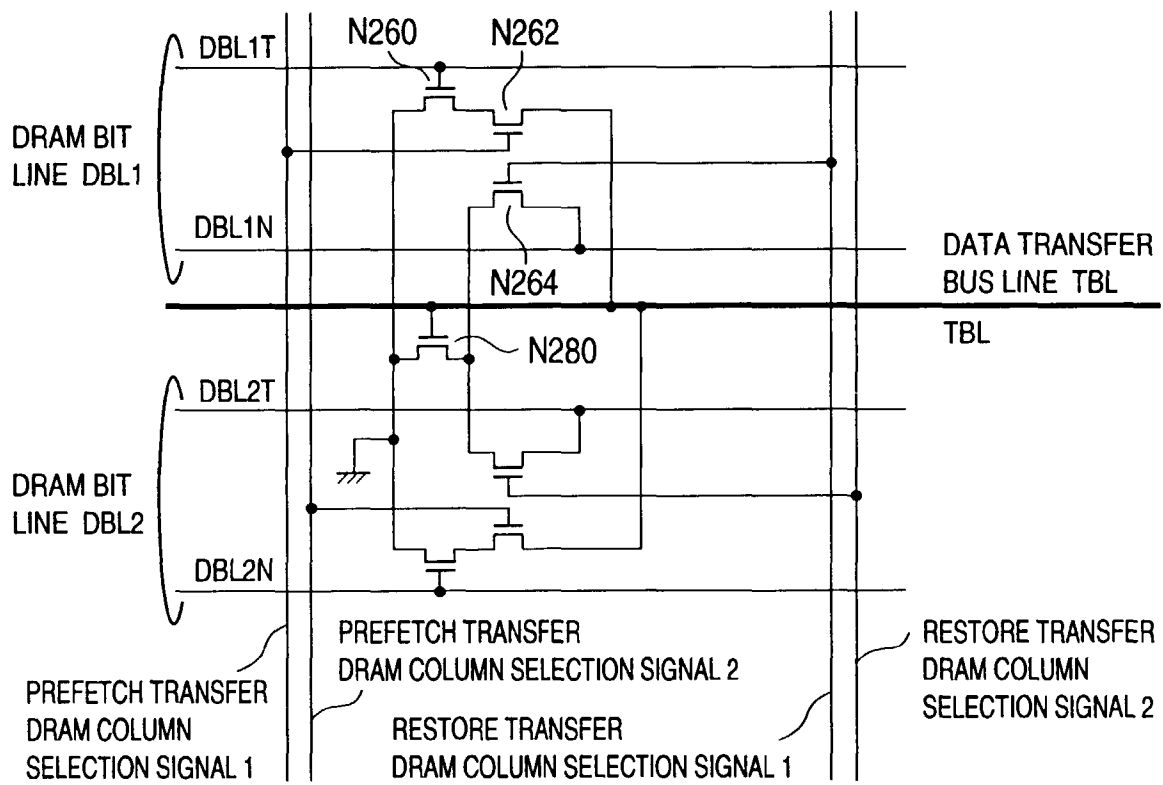 N260
N262
DBL1T
DRAM BIT
LINE DBL1
DBL1N
N264
DATA TRANSFER
BUS LINE TBL
TBL
N280
DBL2T
DRAM BIT
LINE DBL2
DBL2N
PREFETCH TRANSFER
DRAM COLUMN SELECTION SIGNAL 2
RESTORE TRANSFER
DRAM COLUMN
SELECTION SIGNAL 2
PREFETCH TRANSFER
DRAM COLUMN
SELECTION SIGNAL 1
RESTORE TRANSFER
DRAM COLUMN SELECTION SIGNAL 1